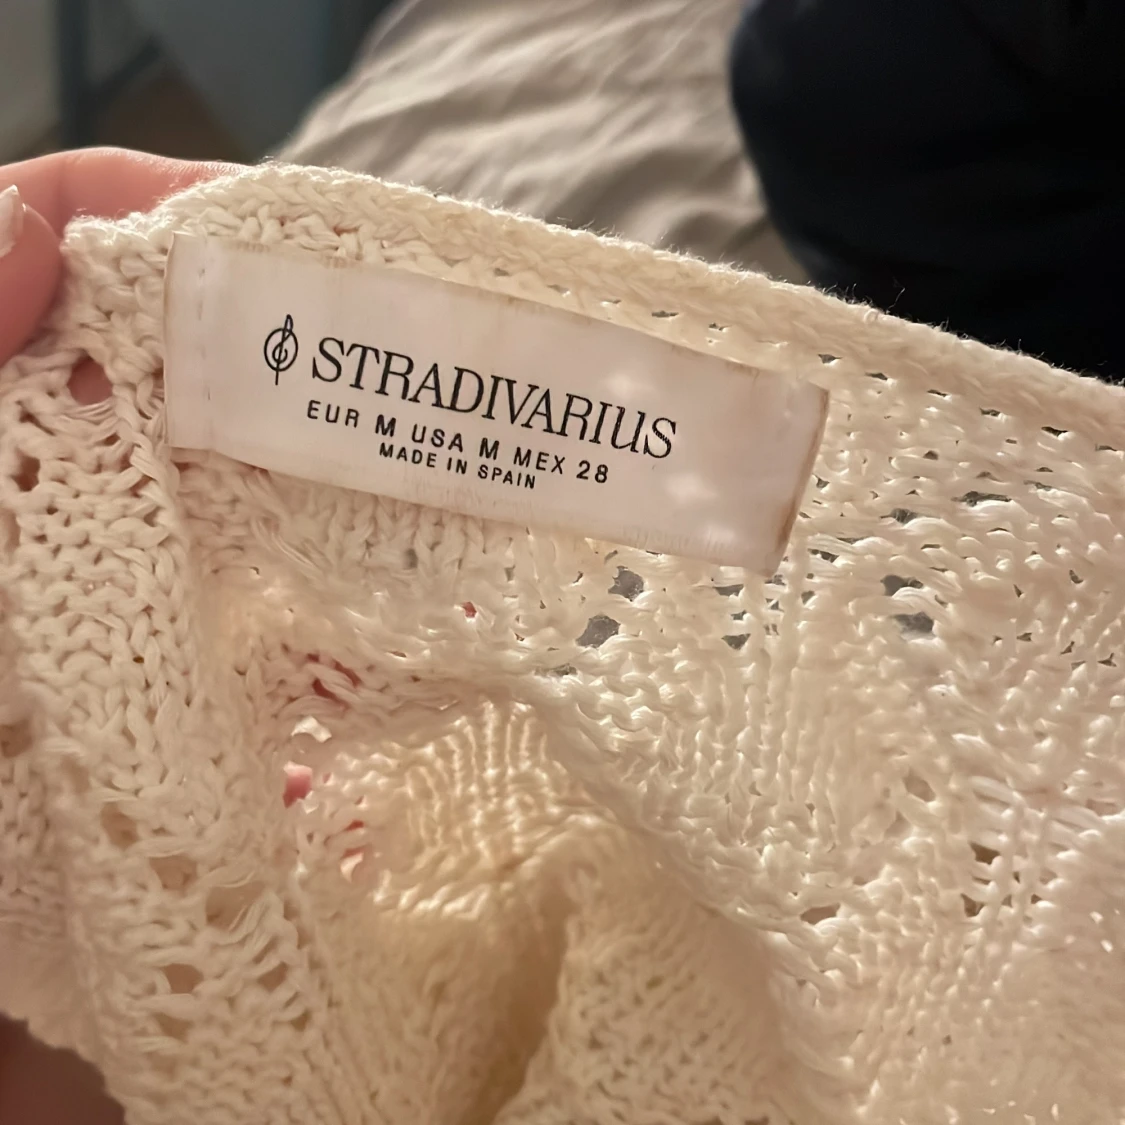 STRADIVARIUS
EUR M USA M MEX 28
MADE IN SPAIN